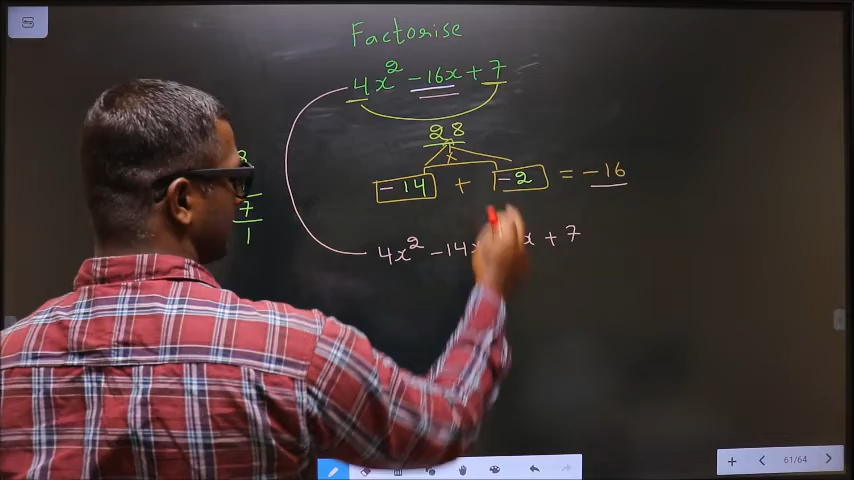 Factorise
4x² -16x + 7
28
×
-14 + -2 = -16
4x² - 14x x + 7
7
1
61/64